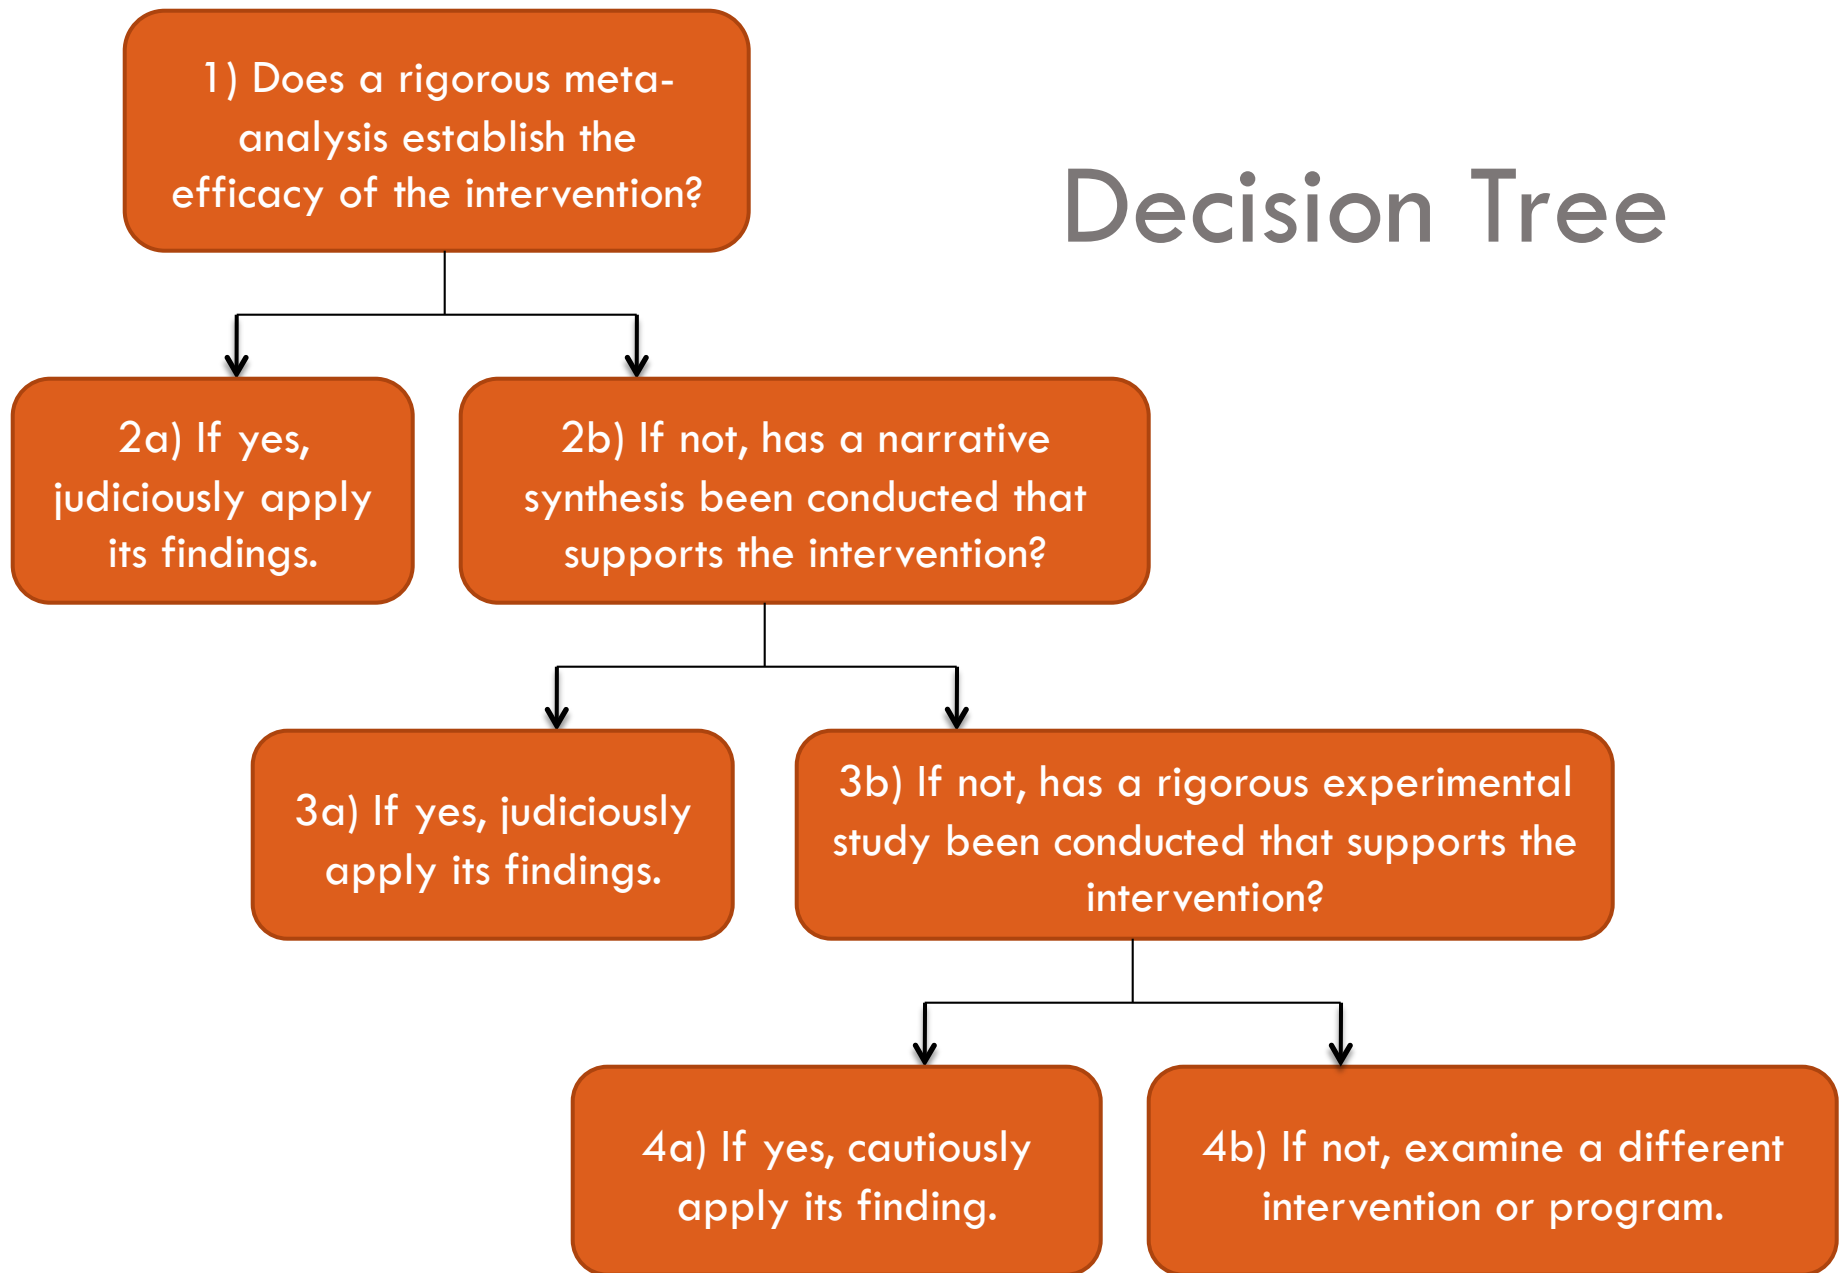 1) Does a rigorous meta-
analysis establish the
efficacy of the intervention?
Decision Tree
2a) If yes,
judiciously apply
its findings.
2b) If not, has a narrative
synthesis been conducted that
supports the intervention?
3a) If yes, judiciously
apply its findings.
3b) If not, has a rigorous experimental
study been conducted that supports the
intervention?
4a) If yes, cautiously
apply its finding.
4b) If not, examine a different
intervention or program.